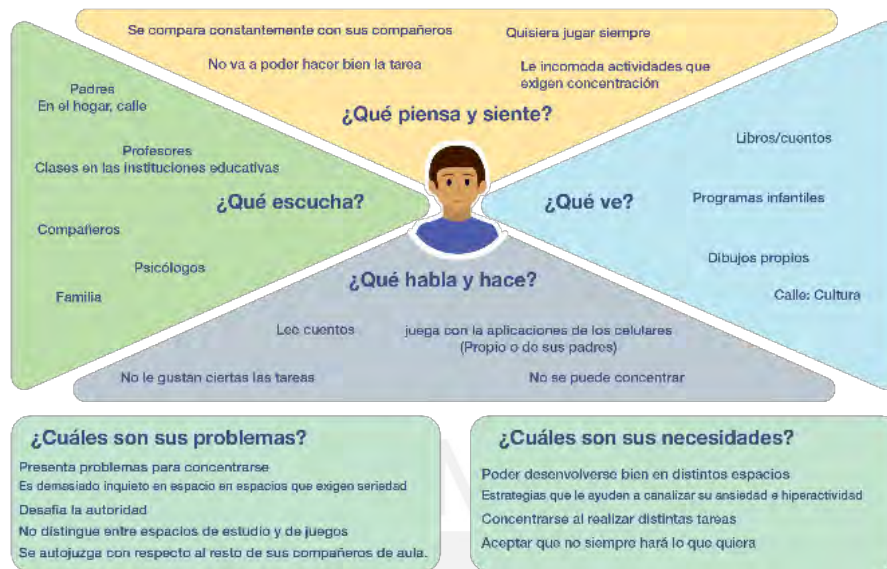 Se compara constantemente con sus compañeros
Quisiera jugar siempre
No va a poder hacer bien la tarea
Le incomoda actividades que
exigen concentración
¿Qué piensa y siente?
Padres
En el hogar, calle
Profesores
Clases en las instituciones educativas
¿Qué escucha?
Compañeros
Psicólogos
Familia
Libros/cuentos
¿Qué ve?
Programas infantiles
Dibujos propios
Calle: Cultura
¿Qué habla y hace?
Lee cuentos
juega con la aplicaciones de los celulares
(Propio o de sus padres)
No le gustan ciertas las tareas
No se puede concentrar
¿Cuáles son sus problemas?
Presenta problemas para concentrarse
Es demasiado inquieto en espacio en espacios que exigen seriedad
Desafía la autoridad
No distingue entre espacios de estudio y de juegos
Se autojuzga con respecto al resto de sus compañeros de aula.
¿Cuáles son sus necesidades?
Poder desenvolverse bien en distintos espacios
Estrategias que le ayuden a canalizar su ansiedad e hiperactividad
Concentrarse al realizar distintas tareas
Aceptar que no siempre hará lo que quiera